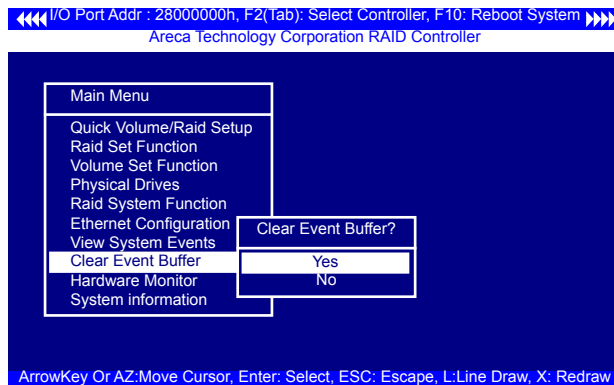 I/O Port Addr : 28000000h, F2(Tab): Select Controller, F10: Reboot System
Areca Technology Corporation RAID Controller
Main Menu
Quick Volume/Raid Setup
Raid Set Function
Volume Set Function
Physical Drives
Raid System Function
Ethernet Configuration
View System Events
Clear Event Buffer
Hardware Monitor
System information
Clear Event Buffer?
Yes
No
ArrowKey Or AZ:Move Cursor, Enter: Select, ESC: Escape, L:Line Draw, X: Redraw